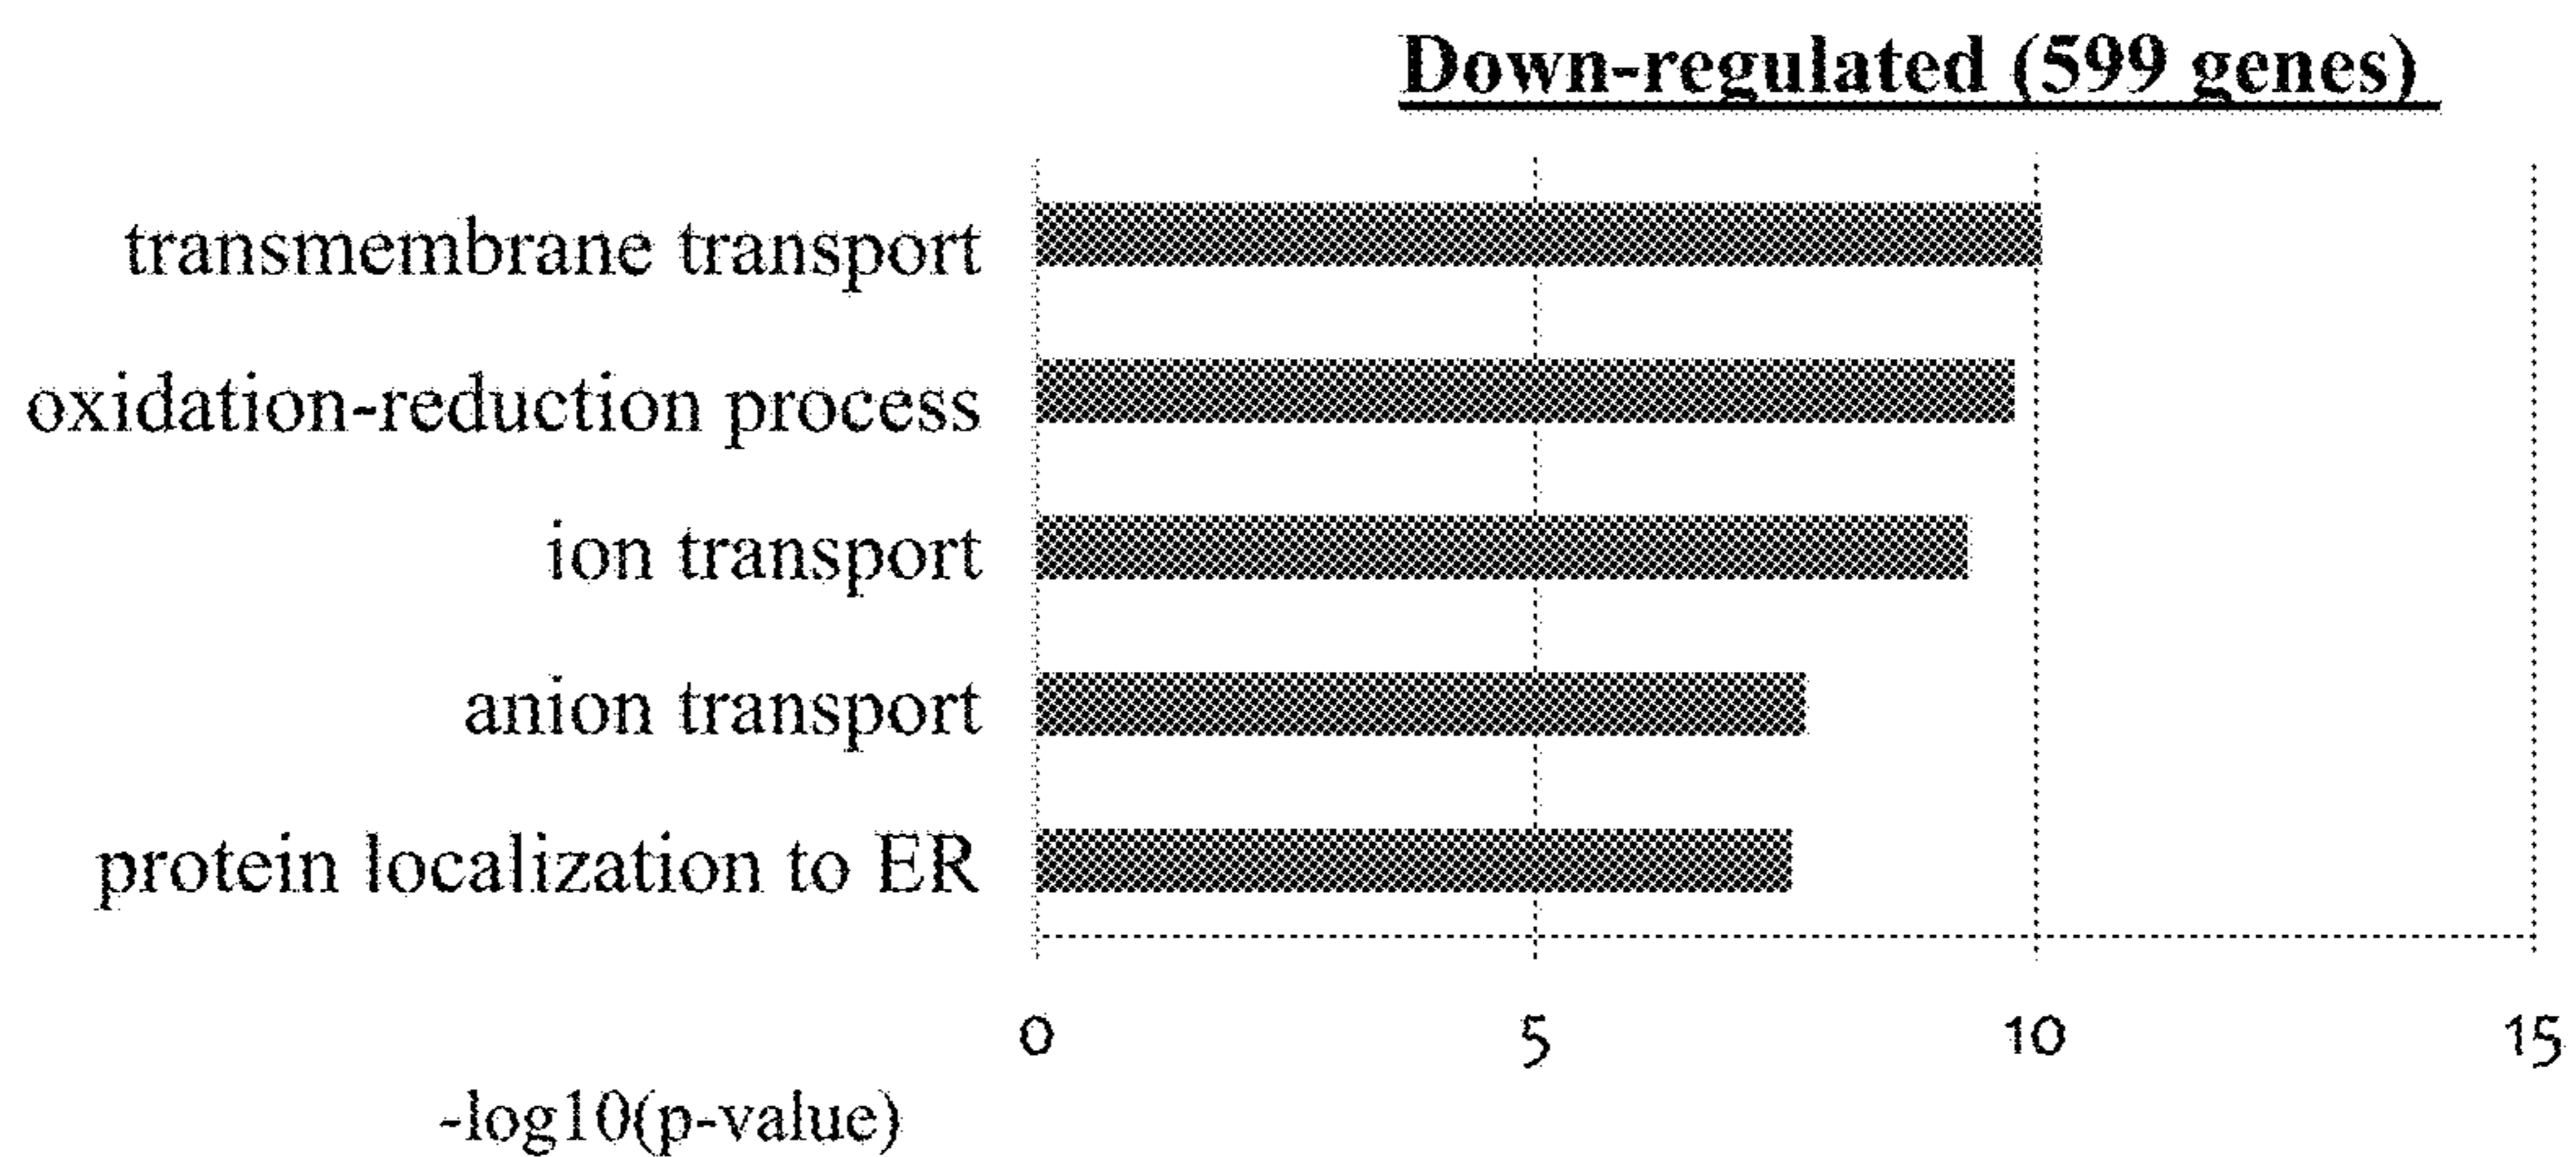 Down-regulated (599 genes)
transmembrane transport
oxidation-reduction process
ion transport
anion transport
protein localization to ER
0 5 10 15
-log10(p-value)